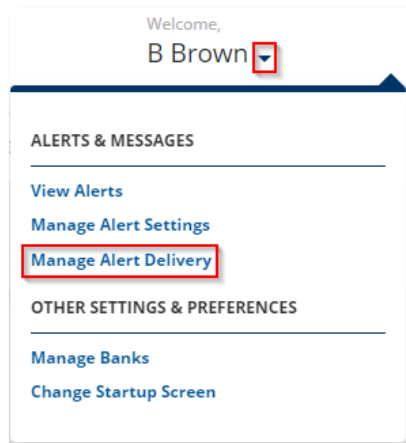 Welcome,
B Brown
ALERTS & MESSAGES
View Alerts
Manage Alert Settings
Manage Alert Delivery
OTHER SETTINGS & PREFERENCES
Manage Banks
Change Startup Screen